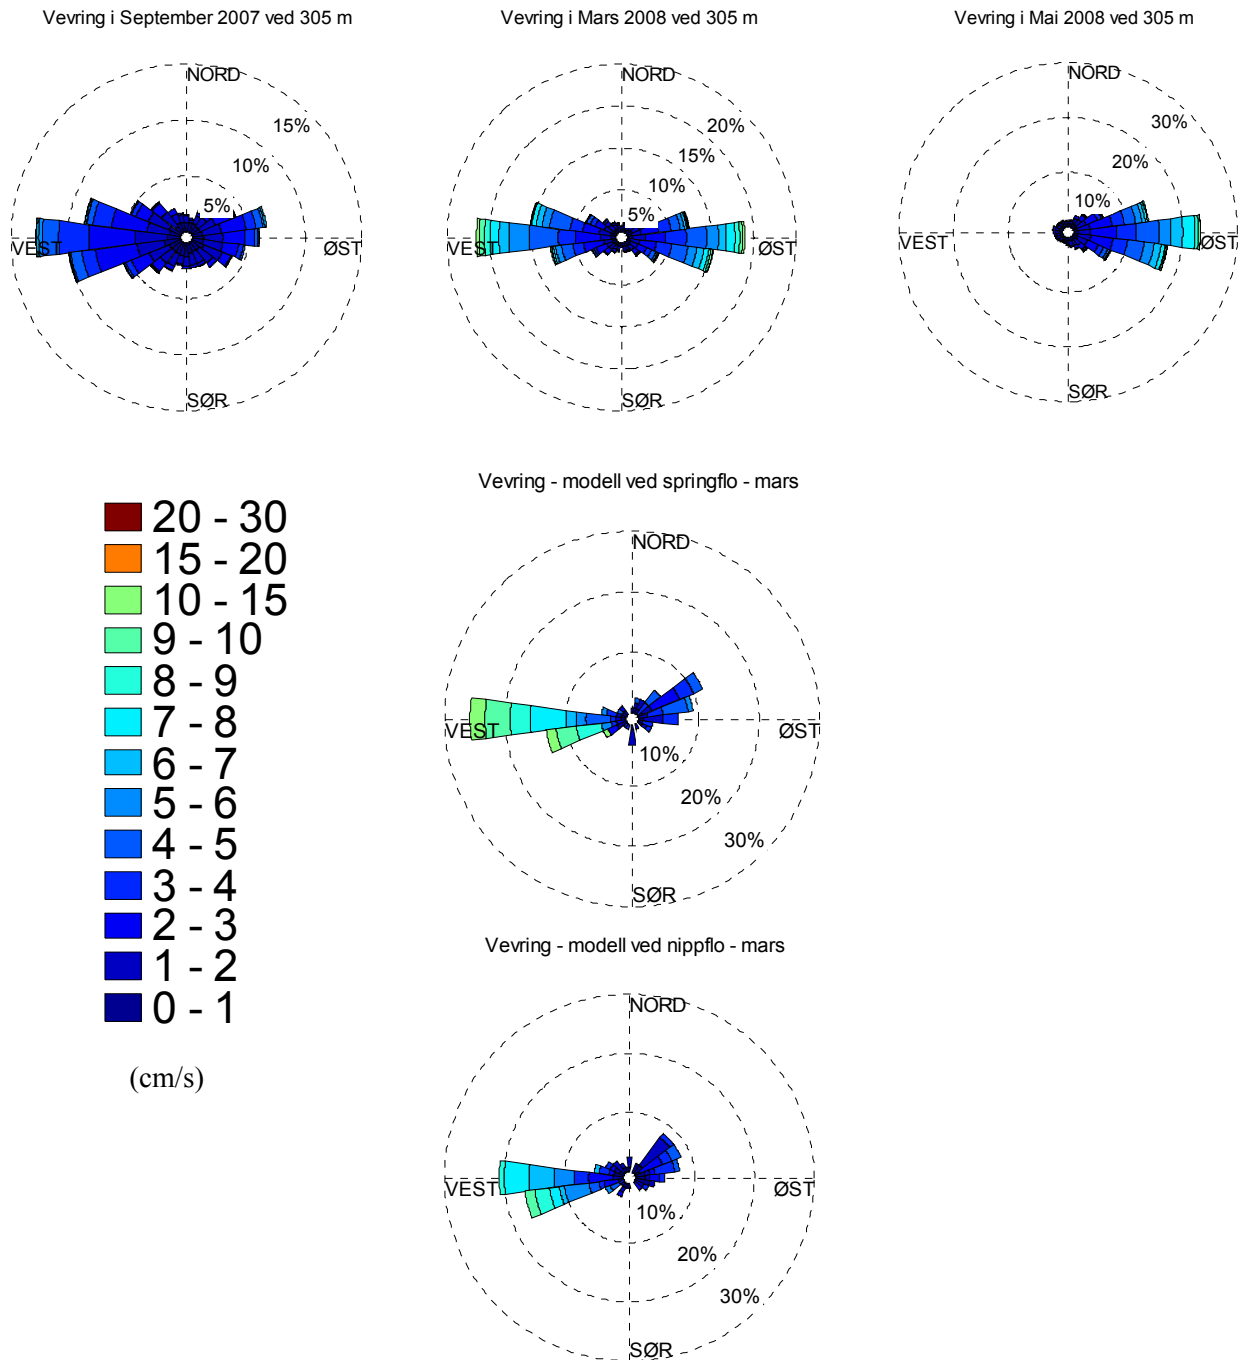 Vevring i September 2007 ved 305 m
NORD
15%
10%
5%
VEST
ØST
SØR
Vevring i Mars 2008 ved 305 m
NORD
20%
15%
10%
5%
VEST
ØST
SØR
Vevring i Mai 2008 ved 305 m
NORD
30%
20%
10%
VEST
ØST
SØR
20 - 30
15 - 20
10 - 15
9 - 10
8 - 9
7 - 8
6 - 7
5 - 6
4 - 5
3 - 4
2 - 3
1 - 2
0 - 1
(cm/s)
Vevring - modell ved springflo - mars
NORD
VEST
ØST
10%
20%
30%
SØR
Vevring - modell ved nippflo - mars
NORD
VEST
ØST
10%
20%
30%
SØR